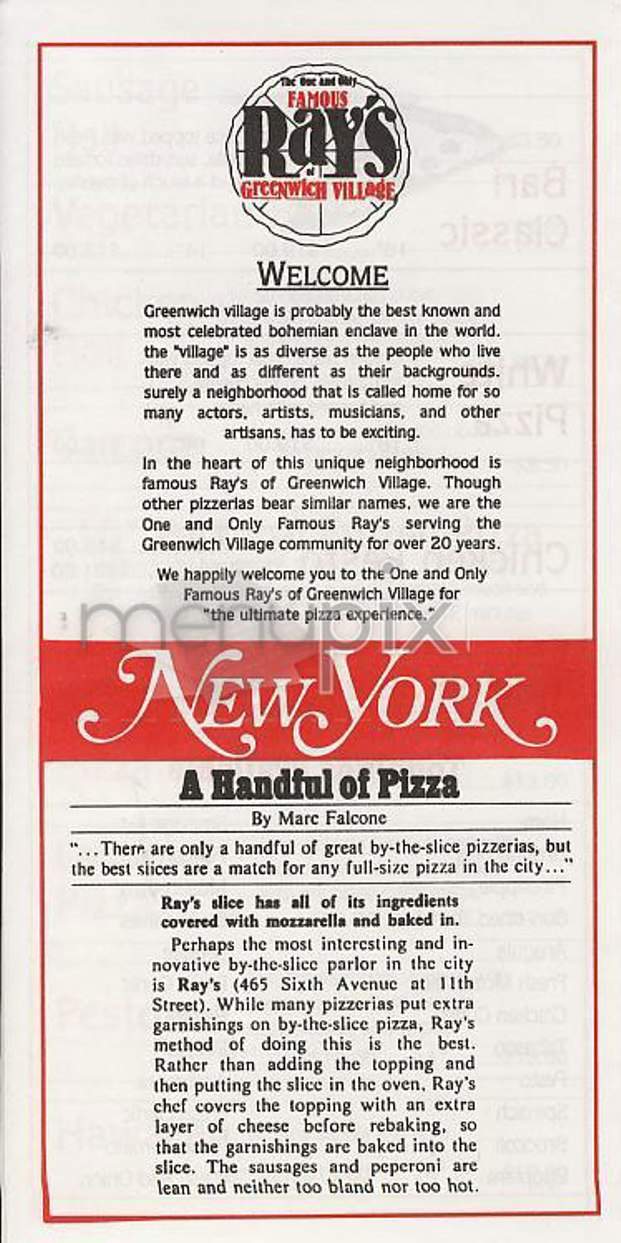 The One and Only
FAMOUS
Ray's
of
GREENWICH VILLAGE
WELCOME
Greenwich village is probably the best known and
most celebrated bohemian enclave in the world.
the "village" is as diverse as the people who live
there and as different as their backgrounds.
surely a neighborhood that is called home for so
many actors, artists, musicians, and other
artisans, has to be exciting.
In the heart of this unique neighborhood is
famous Ray's of Greenwich Village. Though
other pizzerias bear similar names, we are the
One and Only Famous Ray's serving the
Greenwich Village community for over 20 years.
We happily welcome you to the One and Only
Famous Ray's of Greenwich Village for
"the ultimate pizza experience."
menupix
NEW YORK
A Handful of Pizza
By Marc Falcone
"...There are only a handful of great by-the-slice pizzerias, but
the best slices are a match for any full-size pizza in the city..."
Ray's slice has all of its ingredients
covered with mozzarella and baked in.
Perhaps the most interesting and in-
novative by-the-slice parlor in the city
is Ray's (465 Sixth Avenue at 11th
Street). While many pizzerias put extra
garnishings on by-the-slice pizza, Ray's
method of doing this is the best.
Rather than adding the topping and
then putting the slice in the oven, Ray's
chef covers the topping with an extra
layer of cheese before rebaking, so
that the garnishings are baked into the
slice. The sausages and peperoni are
lean and neither too bland nor too hot.